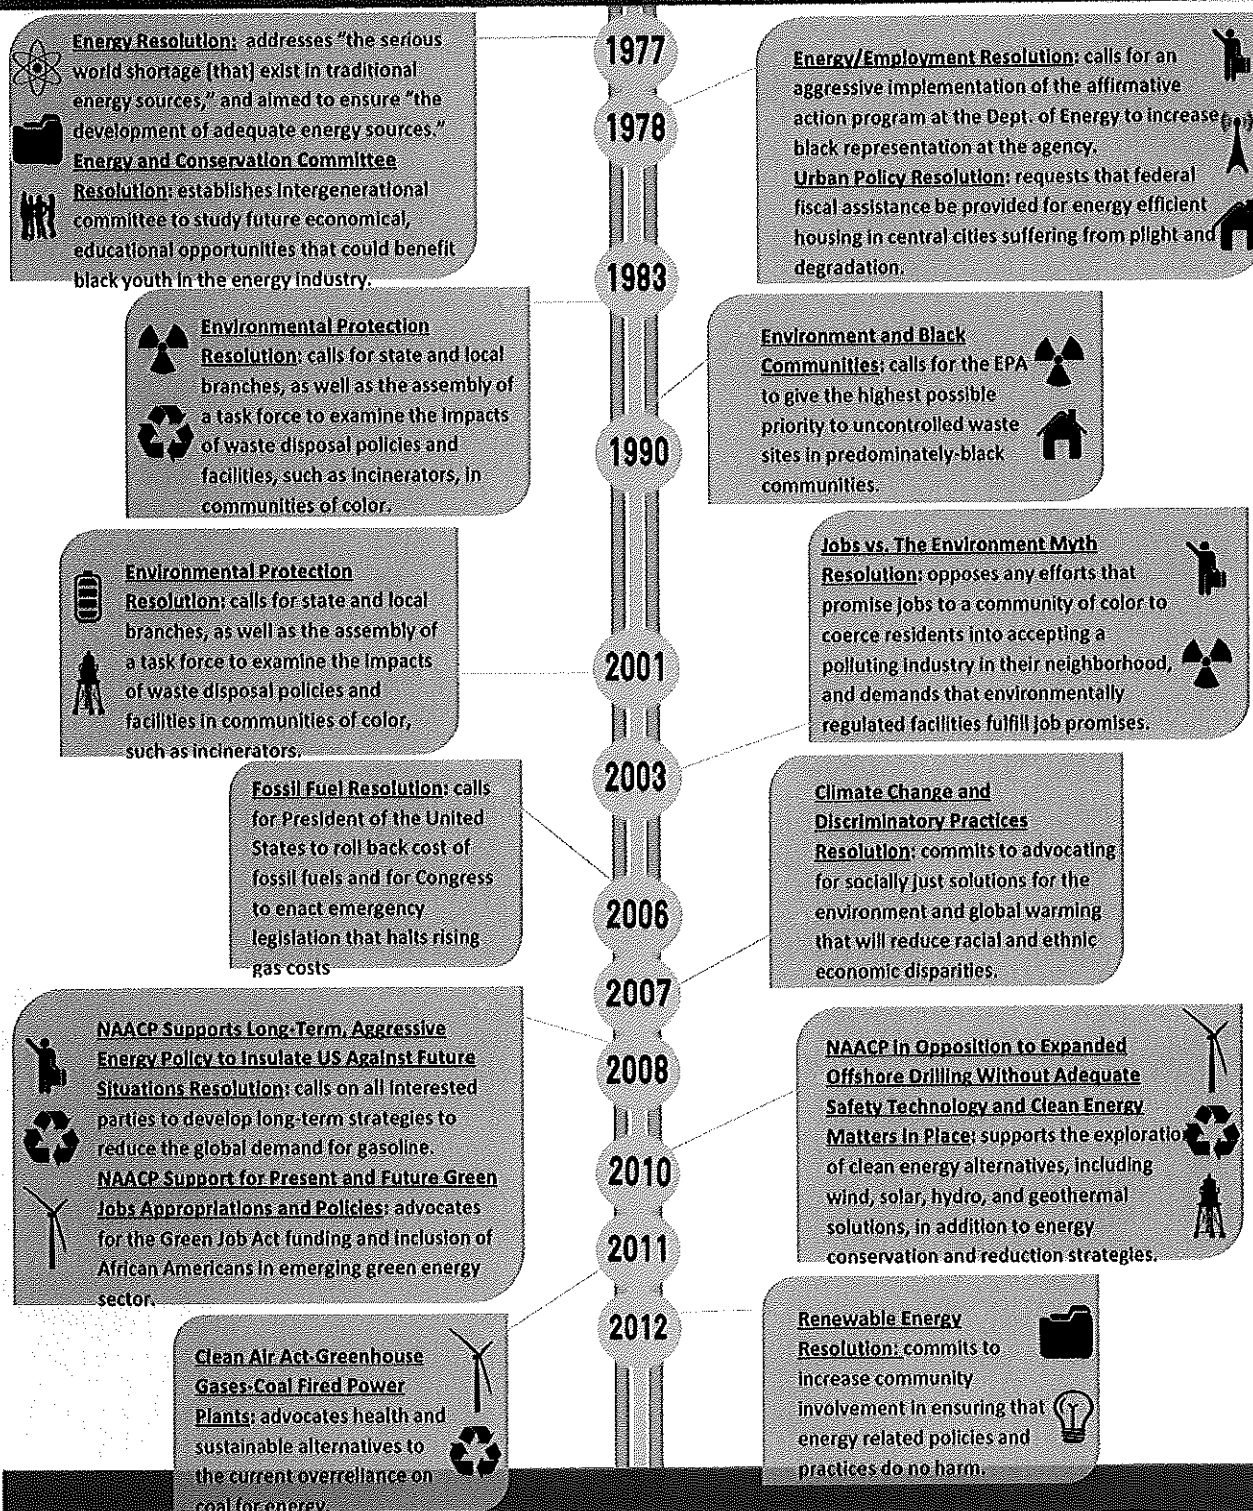 1977
Energy Resolution: addresses "the serious
world shortage [that] exist in traditional
energy sources," and aimed to ensure "the
development of adequate energy sources."
Energy and Conservation Committee
Resolution: establishes intergenerational
committee to study future economical,
educational opportunities that could benefit
black youth in the energy industry.
1978
Energy/Employment Resolution: calls for an
aggressive implementation of the affirmative
action program at the Dept. of Energy to increase
black representation at the agency.
Urban Policy Resolution: requests that federal
fiscal assistance be provided for energy efficient
housing in central cities suffering from plight and
degradation.
1983
Environmental Protection
Resolution: calls for state and local
branches, as well as the assembly of
a task force to examine the impacts
of waste disposal policies and
facilities, such as incinerators, in
communities of color.
1990
Environment and Black
Communities: calls for the EPA
to give the highest possible
priority to uncontrolled waste
sites in predominately-black
communities.
2001
Environmental Protection
Resolution: calls for state and local
branches, as well as the assembly of
a task force to examine the impacts
of waste disposal policies and
facilities in communities of color,
such as incinerators.
2003
Jobs vs. The Environment Myth
Resolution: opposes any efforts that
promise jobs to a community of color to
coerce residents into accepting a
polluting industry in their neighborhood,
and demands that environmentally
regulated facilities fulfill job promises.
2006
Fossil Fuel Resolution: calls
for President of the United
States to roll back cost of
fossil fuels and for Congress
to enact emergency
legislation that halts rising
gas costs
2007
Climate Change and
Discriminatory Practices
Resolution: commits to advocating
for socially just solutions for the
environment and global warming
that will reduce racial and ethnic
economic disparities.
2008
NAACP Supports Long-Term, Aggressive
Energy Policy to Insulate US Against Future
Situations Resolution: calls on all interested
parties to develop long-term strategies to
reduce the global demand for gasoline.
NAACP Support for Present and Future Green
Jobs Appropriations and Policies: advocates
for the Green Job Act funding and inclusion of
African Americans in emerging green energy
sector.
2010
NAACP in Opposition to Expanded
Offshore Drilling Without Adequate
Safety Technology and Clean Energy
Matters in Place: supports the exploration
of clean energy alternatives, including
wind, solar, hydro, and geothermal
solutions, in addition to energy
conservation and reduction strategies.
2011
Clean Air Act-Greenhouse
Gases-Coal Fired Power
Plants: advocates health and
sustainable alternatives to
the current overreliance on
coal for energy.
2012
Renewable Energy
Resolution: commits to
increase community
involvement in ensuring that
energy related policies and
practices do no harm.